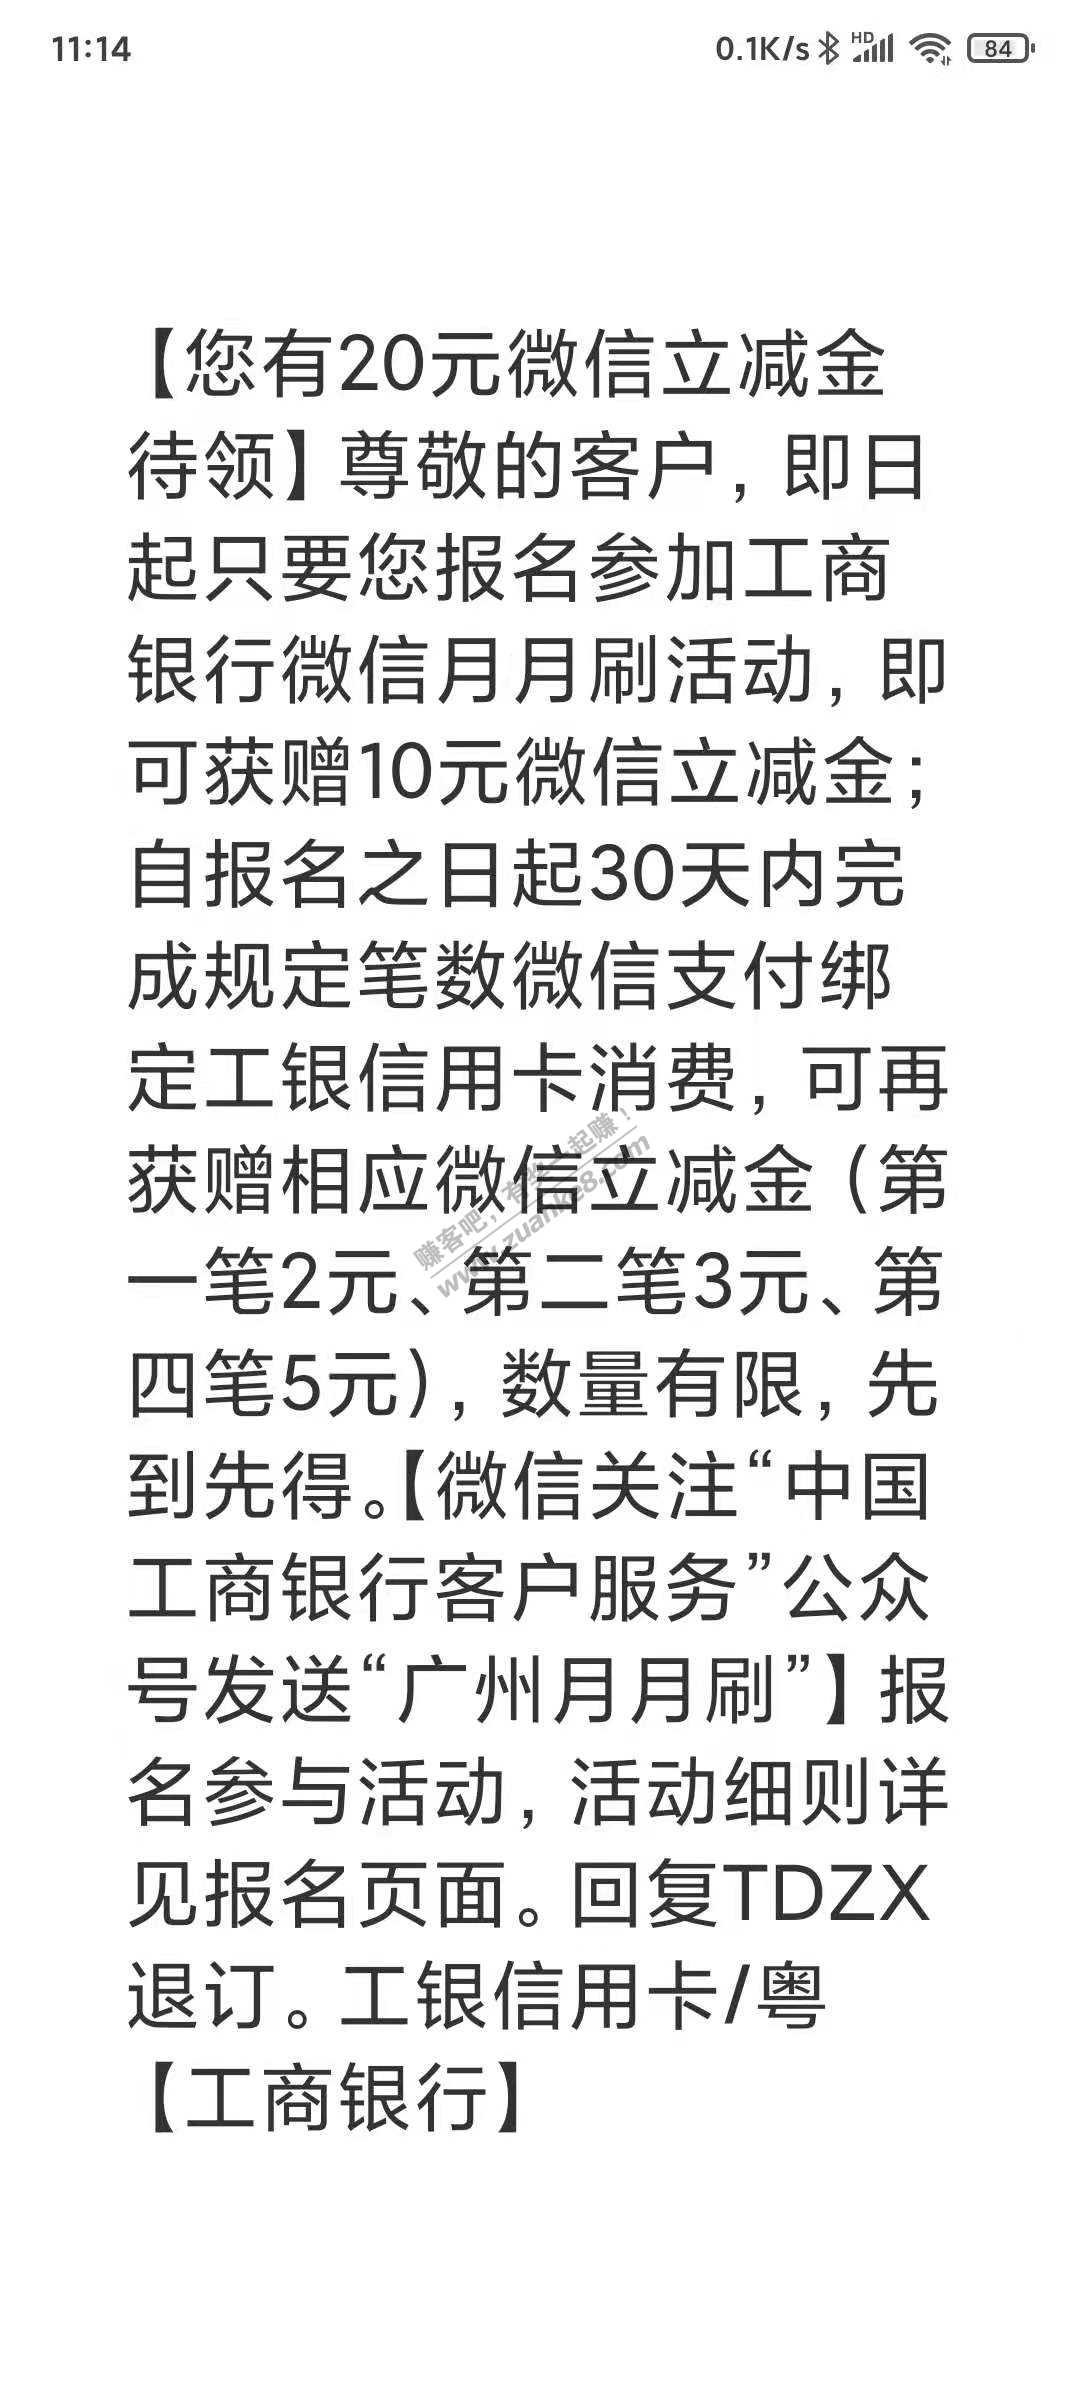 11:14
0.1K/s HD 84
【您有20元微信立减金
待领】尊敬的客户，即日
起只要您报名参加工商
银行微信月月刷活动，即
可获赠10元微信立减金；
自报名之日起30天内完
成规定笔数微信支付绑
定工银信用卡消费，可再
获赠相应微信立减金（第
一笔2元、第二笔3元、第
四笔5元），数量有限，先
到先得。【微信关注“中国
工商银行客户服务”公众
号发送“广州月月刷”】报
名参与活动，活动细则详
见报名页面。回复TDZX
退订。工银信用卡/粤
【工商银行】
赚客吧，有奖一起赚！
www.zuanke8.com